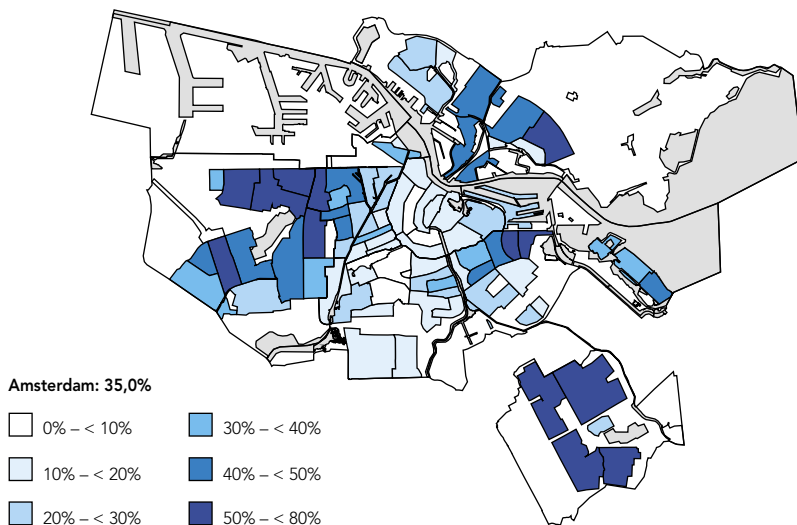 Amsterdam: 35,0%
0% – < 10%
10% – < 20%
20% – < 30%
30% – < 40%
40% – < 50%
50% – < 80%